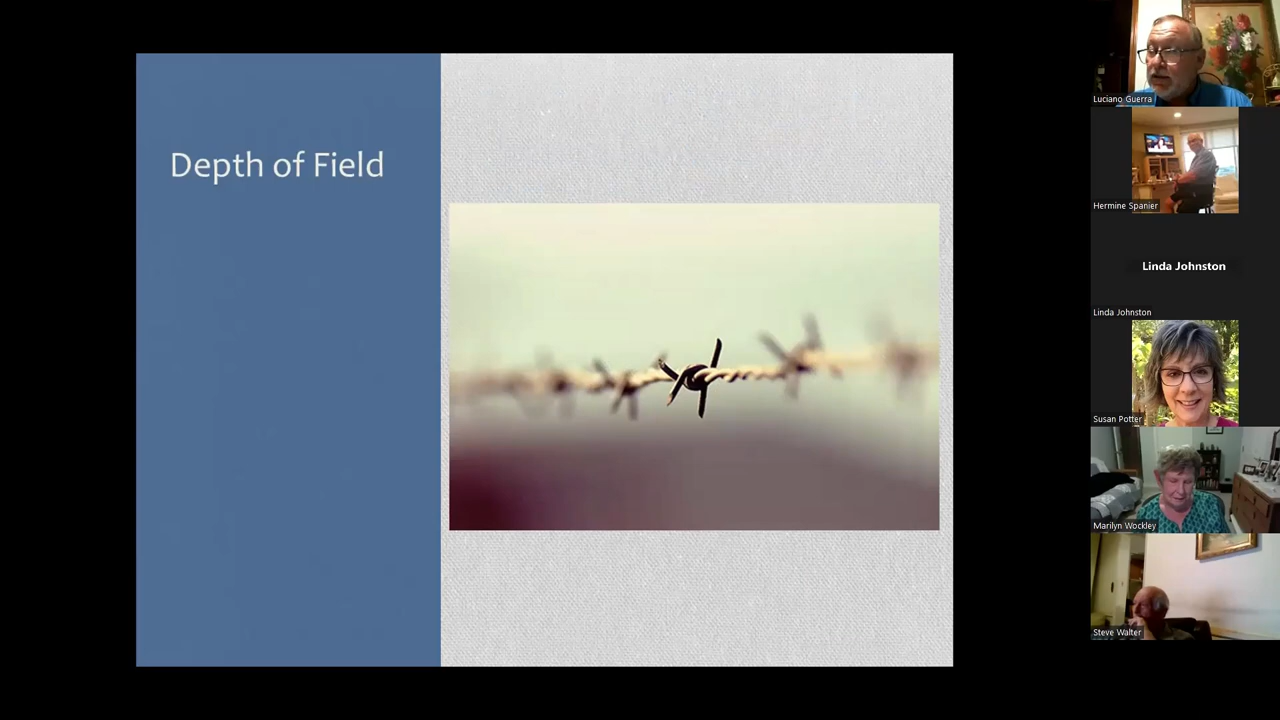 Depth of Field
Luciano Guerra
Hermine Spanier
Linda Johnston
Linda Johnston
Susan Potter
Marilyn Wockley
Steve Walter